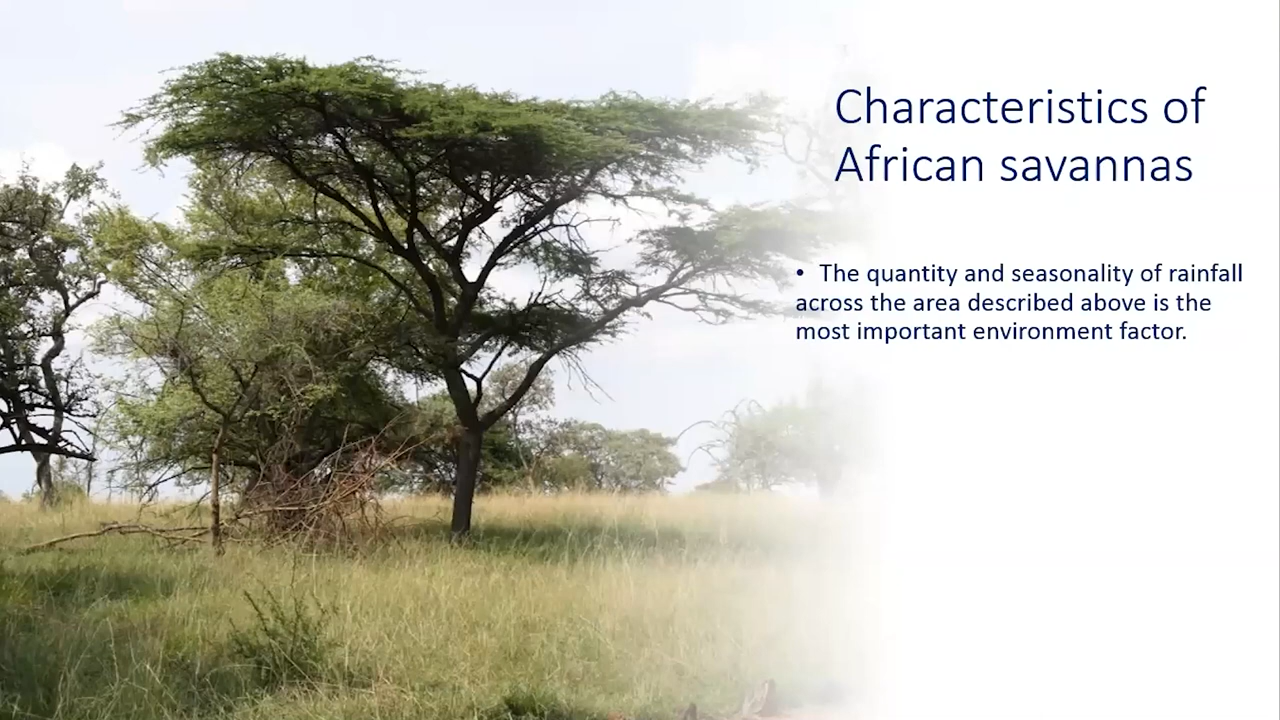 Characteristics of
African savannas
• The quantity and seasonality of rainfall
across the area described above is the
most important environment factor.